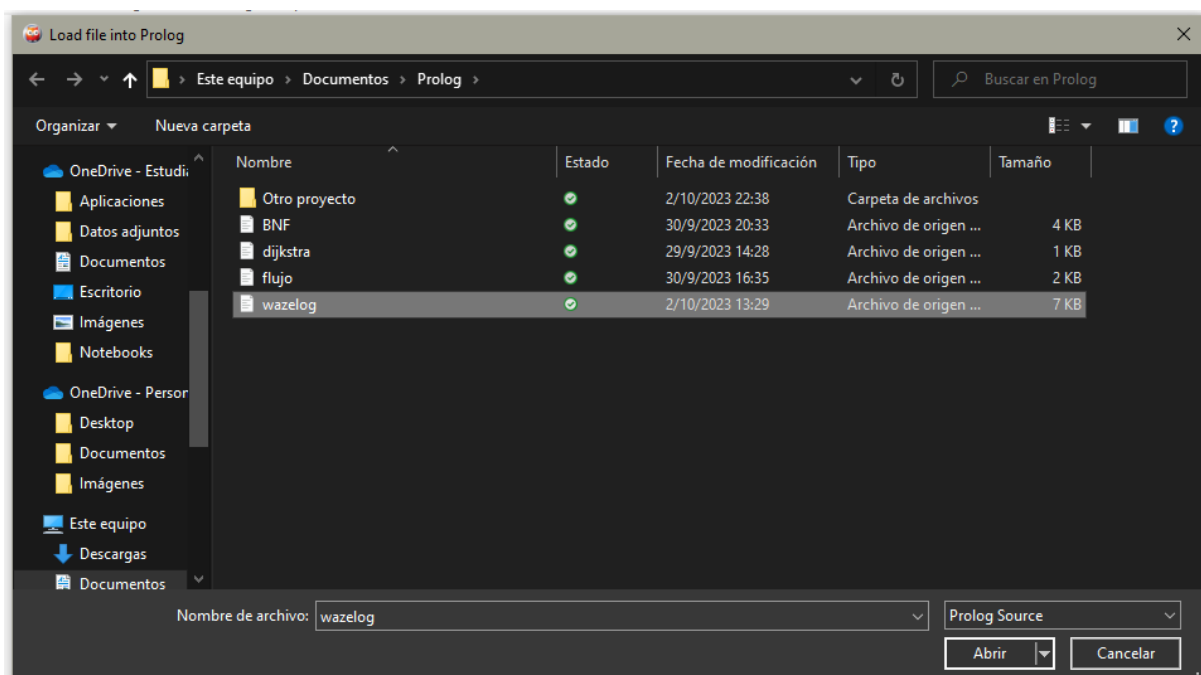 Load file into Prolog
Este equipo > Documentos > Prolog >
Buscar en Prolog
Organizar
Nueva carpeta
OneDrive - Estudi
Aplicaciones
Datos adjuntos
Documentos
Escritorio
Imágenes
Notebooks
OneDrive - Person
Desktop
Documentos
Imágenes
Este equipo
Descargas
Documentos
Nombre Estado Fecha de modificación Tipo Tamaño
Otro proyecto 2/10/2023 22:38 Carpeta de archivos
BNF 30/9/2023 20:33 Archivo de origen ... 4 KB
dijkstra 29/9/2023 14:28 Archivo de origen ... 1 KB
flujo 30/9/2023 16:35 Archivo de origen ... 2 KB
wazelog 2/10/2023 13:29 Archivo de origen ... 7 KB
Nombre de archivo: wazelog
Prolog Source
Abrir
Cancelar